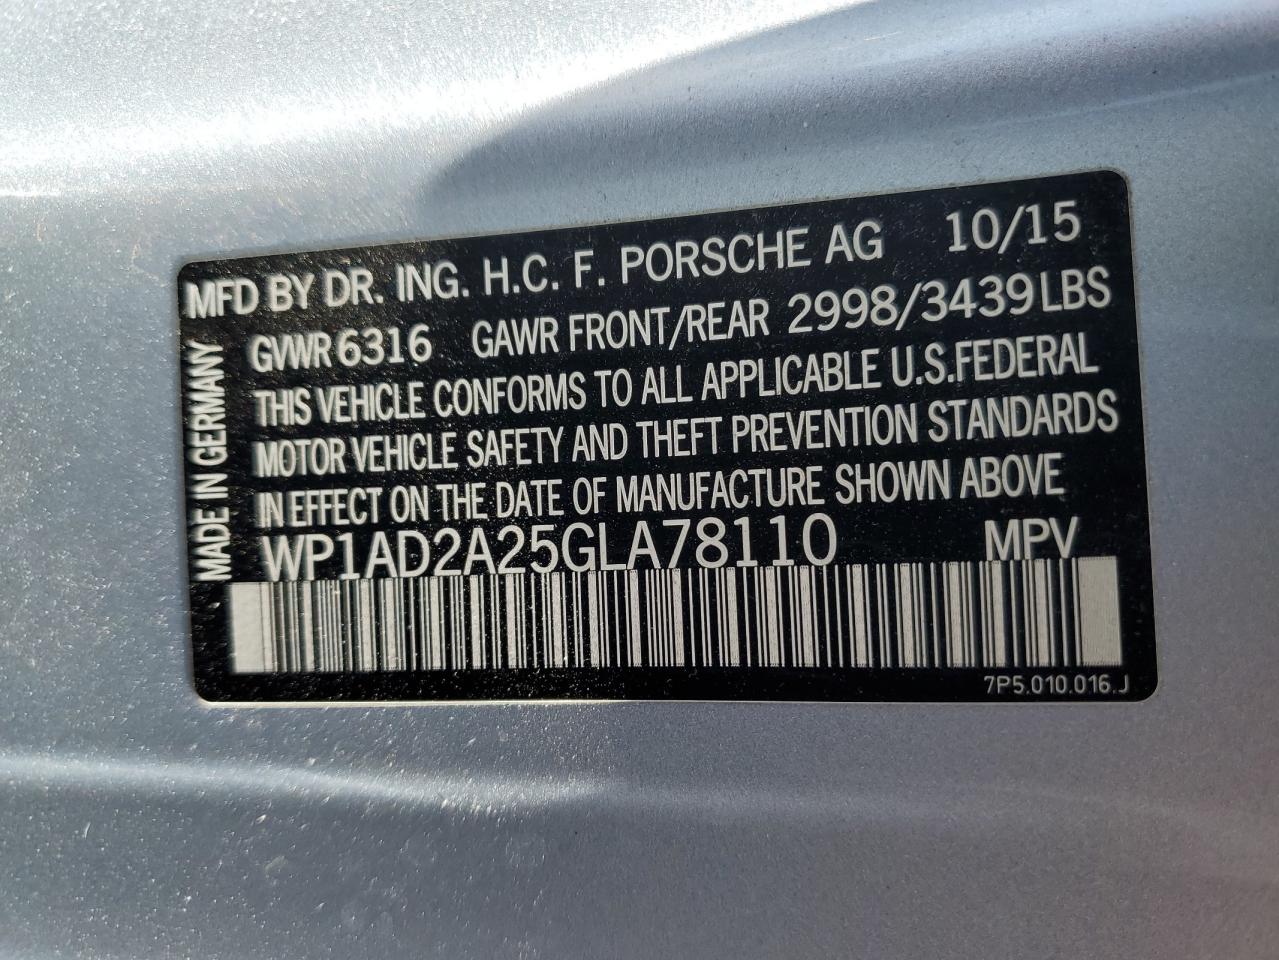 MFD BY DR. ING. H.C. F. PORSCHE AG 10/15
GVWR 6316 GAWR FRONT/REAR 2998/3439 LBS
THIS VEHICLE CONFORMS TO ALL APPLICABLE U.S.FEDERAL
MOTOR VEHICLE SAFETY AND THEFT PREVENTION STANDARDS
IN EFFECT ON THE DATE OF MANUFACTURE SHOWN ABOVE
WP1AD2A25GLA78110 MPV
7P5.010.016.J
MADE IN GERMANY